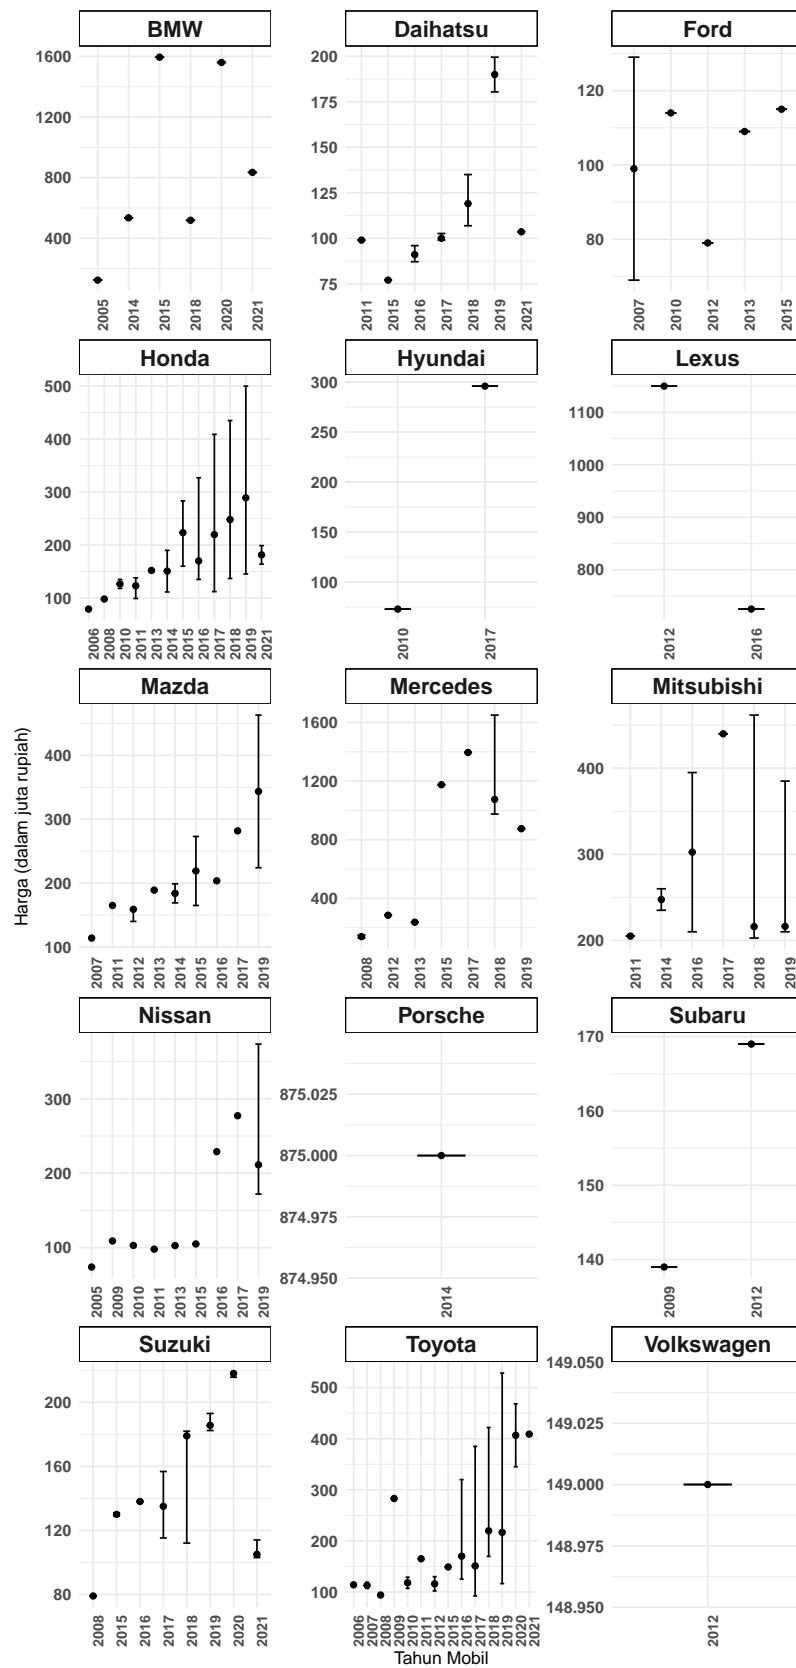 BMW
Daihatsu
Ford
1600
1200
800
400
200
175
150
125
100
75
120
100
80
2005 2014 2015 2018 2020 2021
2011 2015 2016 2017 2018 2019 2021
2007 2010 2012 2013 2015
Honda
Hyundai
Lexus
500
400
300
200
100
300
250
200
150
100
1100
1000
900
800
2006 2008 2010 2011 2013 2014 2015 2016 2017 2018 2019 2021
2010 2017
2012 2016
Mazda
Mercedes
Mitsubishi
400
300
200
100
1600
1200
800
400
400
300
200
2007 2011 2012 2013 2014 2015 2016 2017 2019
2008 2012 2013 2015 2017 2018 2019
2011 2014 2016 2017 2018 2019
Harga (dalam juta rupiah)
Nissan
Porsche
Subaru
300
200
100
875.025
875.000
874.975
874.950
170
160
150
140
2005 2009 2010 2011 2013 2015 2016 2017 2019
2014
2009 2012
Suzuki
Toyota
Volkswagen
200
160
120
80
500
400
300
200
100
149.050
149.025
149.000
148.975
148.950
2008 2015 2016 2017 2018 2019 2020 2021
2006 2007 2008 2009 2010 2011 2012 2014 2015 2016 2017 2018 2019 2020 2021
2012
Tahun Mobil